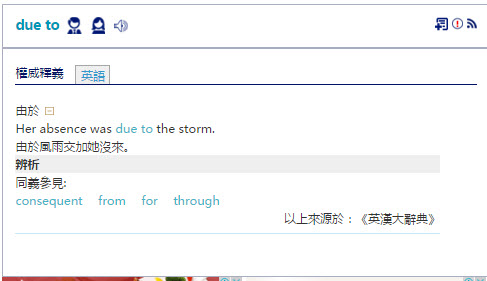 due to
權威釋義 英語
由於
Her absence was due to the storm.
由於風雨交加她沒來。
辨析
同義參見:
consequent from for through
以上來源於：《英漢大辭典》